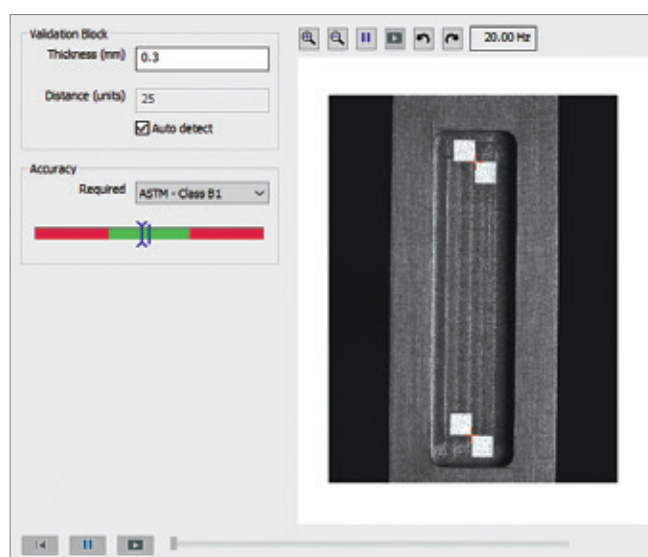 Validation Block
Thickness (mm) 0.3
Distance (units) 25
Auto detect
Accuracy
Required ASTM - Class B1
20.00 Hz